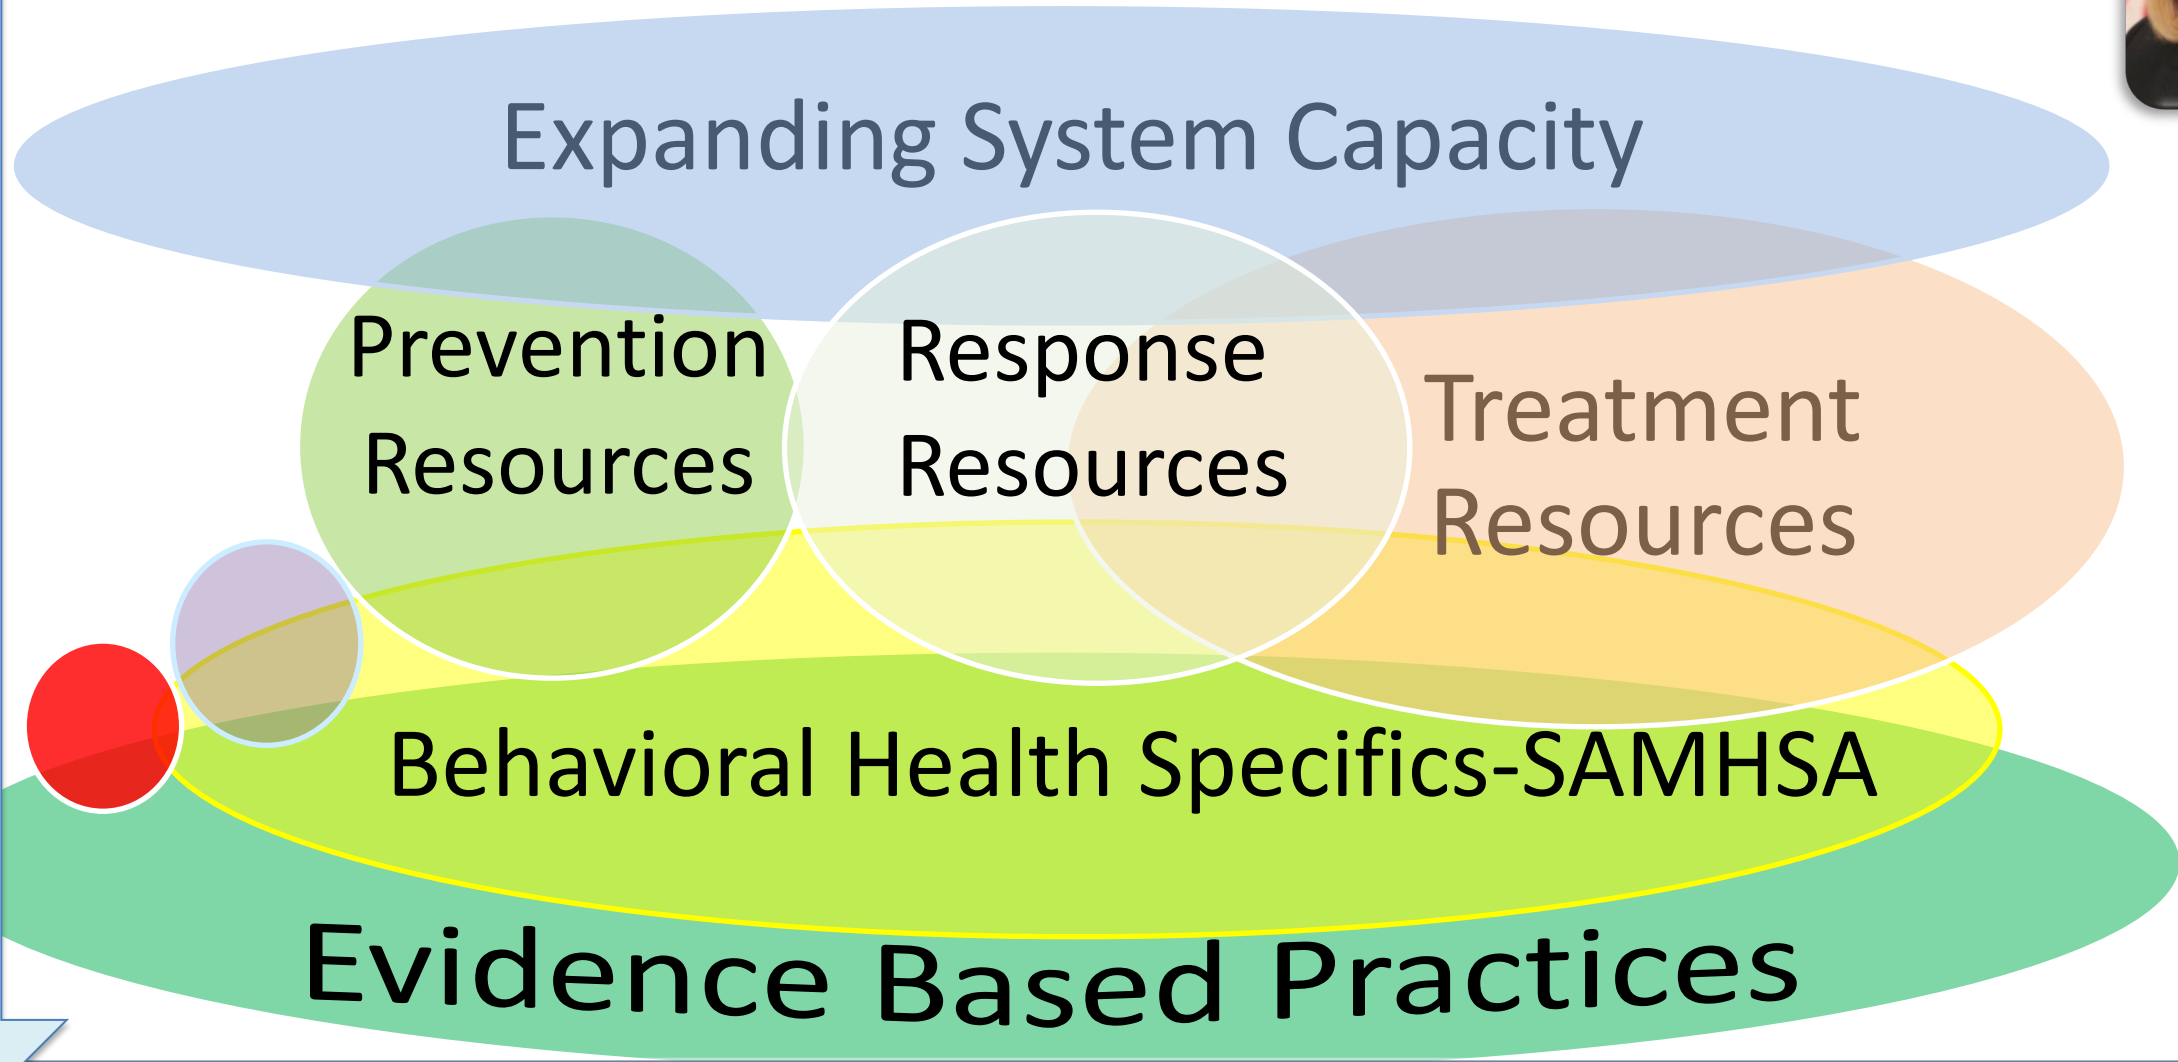 Expanding System Capacity
Prevention
Resources
Response
Resources
Treatment
Resources
Behavioral Health Specifics-SAMHSA
Evidence Based Practices